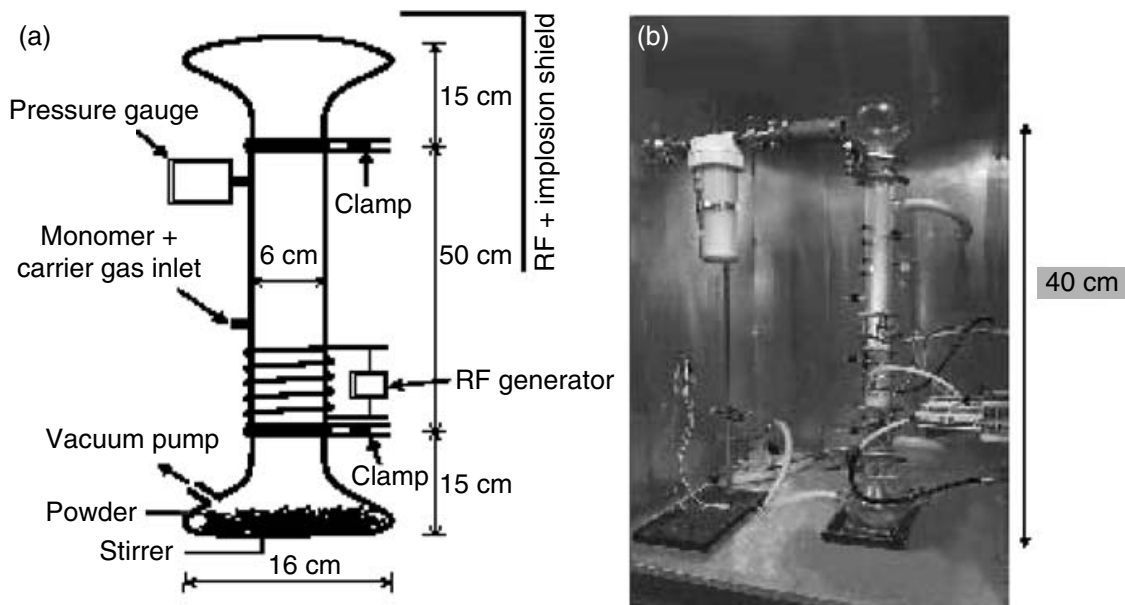 (a)
15 cm
Pressure gauge
Clamp
RF + implosion shield
Monomer +
carrier gas inlet
6 cm
50 cm
RF generator
Vacuum pump
Clamp
15 cm
Powder
Stirrer
16 cm
(b)
40 cm